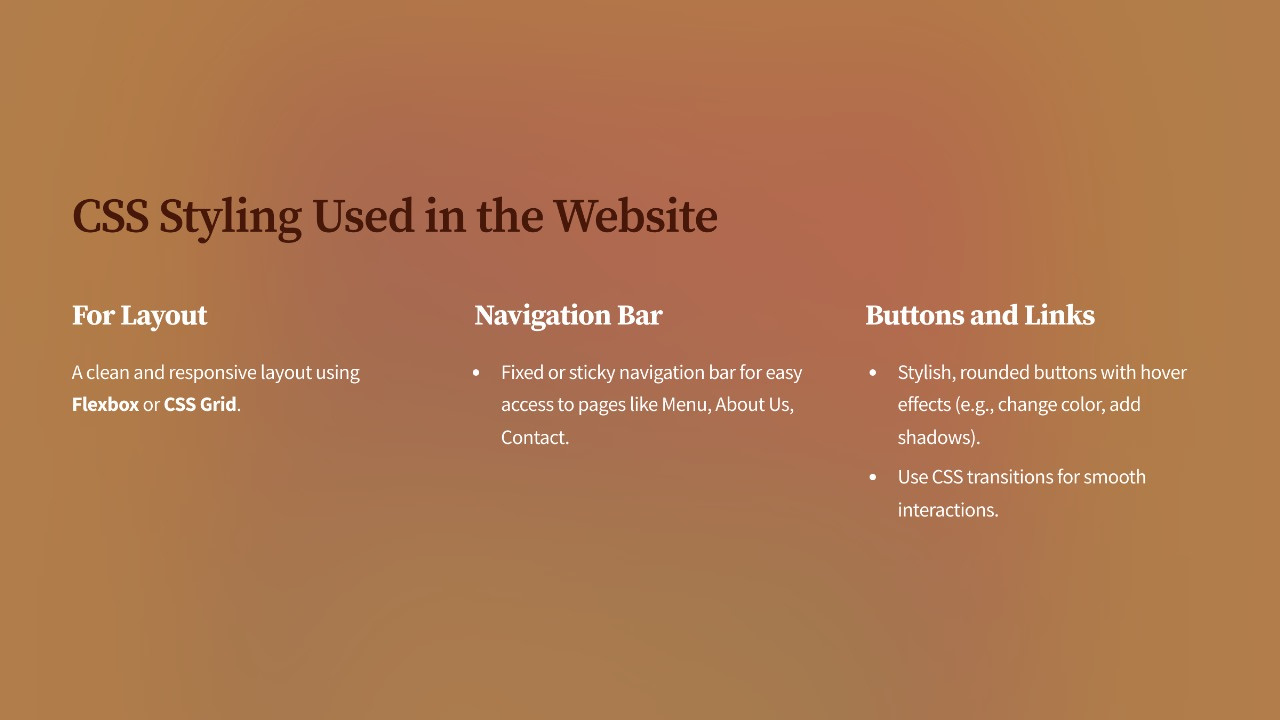 CSS Styling Used in the Website
For Layout
A clean and responsive layout using
Flexbox or CSS Grid.
Navigation Bar
• Fixed or sticky navigation bar for easy
access to pages like Menu, About Us,
Contact.
Buttons and Links
• Stylish, rounded buttons with hover
effects (e.g., change color, add
shadows).
• Use CSS transitions for smooth
interactions.